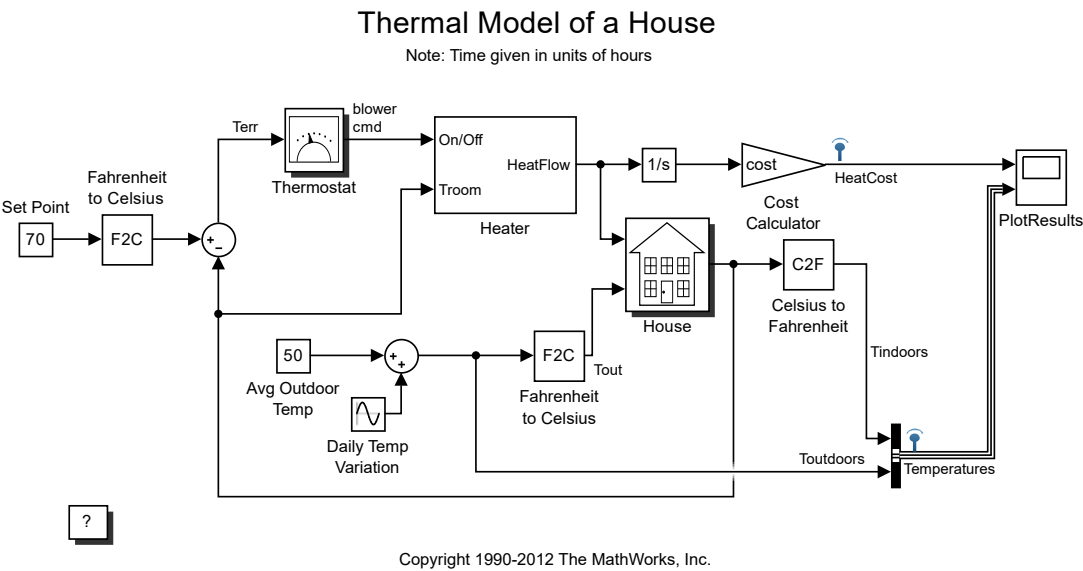 Thermal Model of a House
Note: Time given in units of hours
Terr
blower
cmd
Thermostat
On/Off
HeatFlow
Troom
Heater
1/s
cost
Cost
Calculator
HeatCost
PlotResults
Set Point
70
Fahrenheit
to Celsius
F2C
House
C2F
Celsius to
Fahrenheit
Tindoors
50
Avg Outdoor
Temp
Daily Temp
Variation
F2C
Tout
Fahrenheit
to Celsius
Toutdoors
Temperatures
?
Copyright 1990-2012 The MathWorks, Inc.